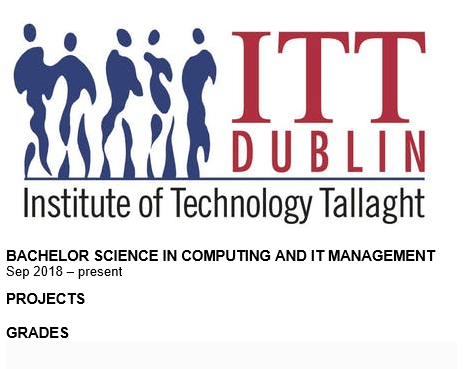 ITT
DUBLIN
Institute of Technology Tallaght
BACHELOR SCIENCE IN COMPUTING AND IT MANAGEMENT
Sep 2018 – present
PROJECTS
GRADES